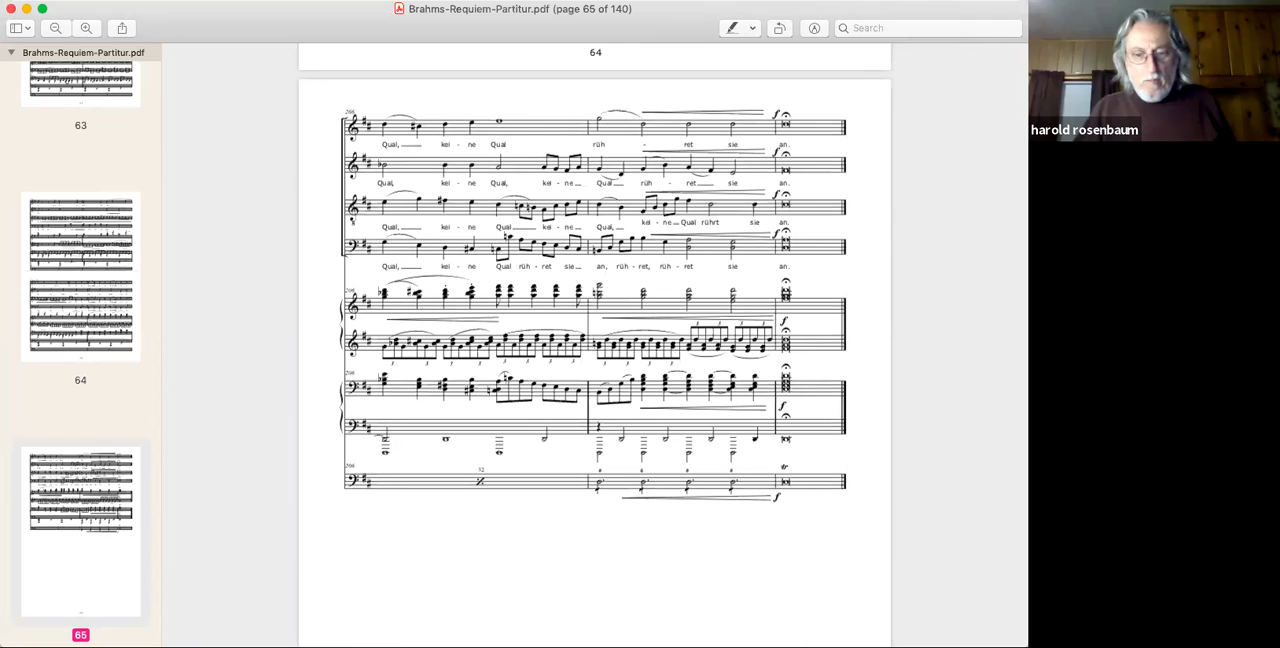 Brahms-Requiem-Partitur.pdf (page 65 of 140)
Search
Brahms-Requiem-Partitur.pdf
63
64
65
64
Qual, kei - ne Qual rüh - ret sie an.
Qual, kei - ne Qual, kei - ne Qual rüh - ret sie an.
Qual, kei - ne Qual kei - ne Qual, kei - ne Qual rührt sie an.
Qual, kei - ne Qual rüh - ret sie an, rüh - ret, rüh - ret sie an.
harold rosenbaum